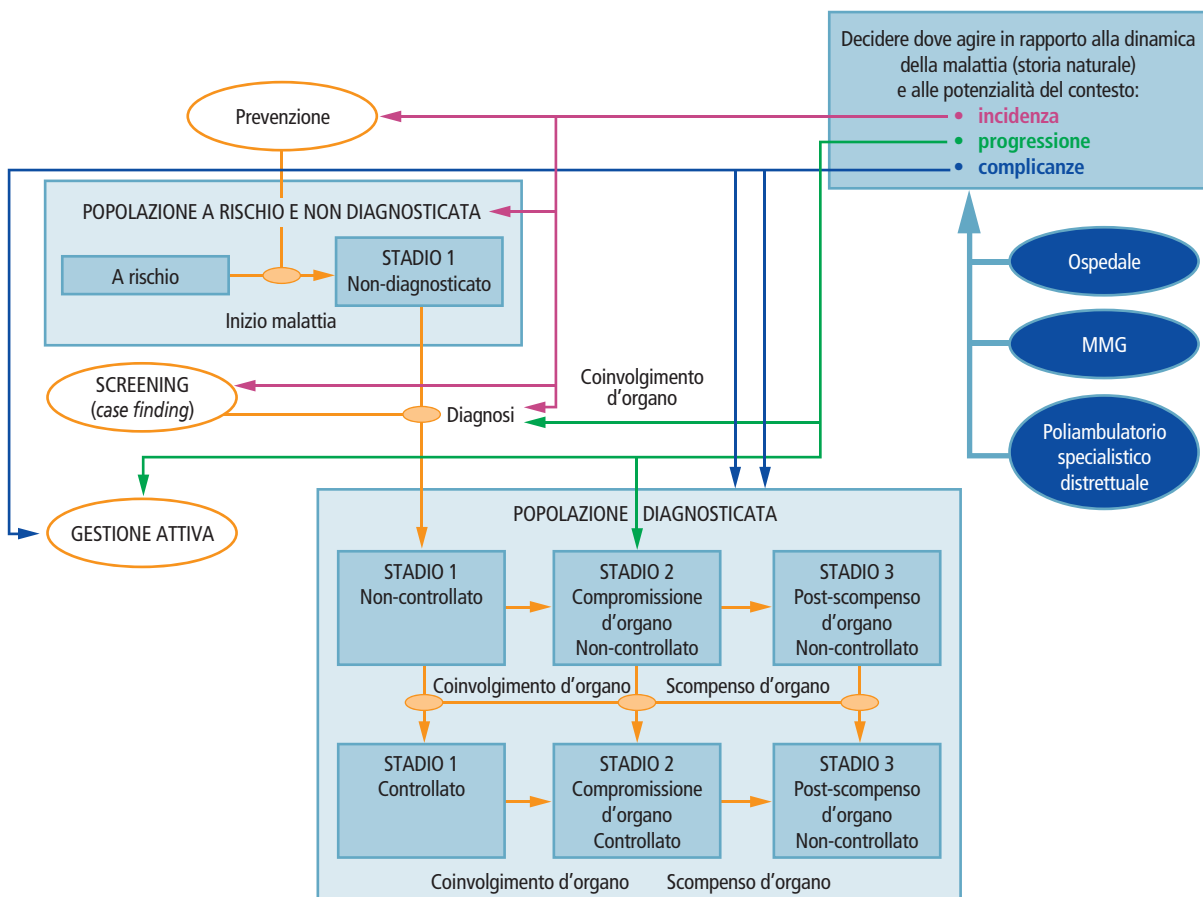 Decidere dove agire in rapporto alla dinamica
della malattia (storia naturale)
e alle potenzialità del contesto:
• incidenza
• progressione
• complicanze
Prevenzione
POPOLAZIONE A RISCHIO E NON DIAGNOSTICATA
A rischio
STADIO 1
Non-diagnosticato
Inizio malattia
Ospedale
MMG
Poliambulatorio
specialistico
distrettuale
SCREENING
(case finding)
Diagnosi
Coinvolgimento
d'organo
GESTIONE ATTIVA
POPOLAZIONE DIAGNOSTICATA
STADIO 1
Non-controllato
STADIO 2
Compromissione
d'organo
Non-controllato
STADIO 3
Post-scompenso
d'organo
Non-controllato
Coinvolgimento d'organo
Scompenso d'organo
STADIO 1
Controllato
STADIO 2
Compromissione
d'organo
Controllato
STADIO 3
Post-scompenso
d'organo
Non-controllato
Coinvolgimento d'organo
Scompenso d'organo